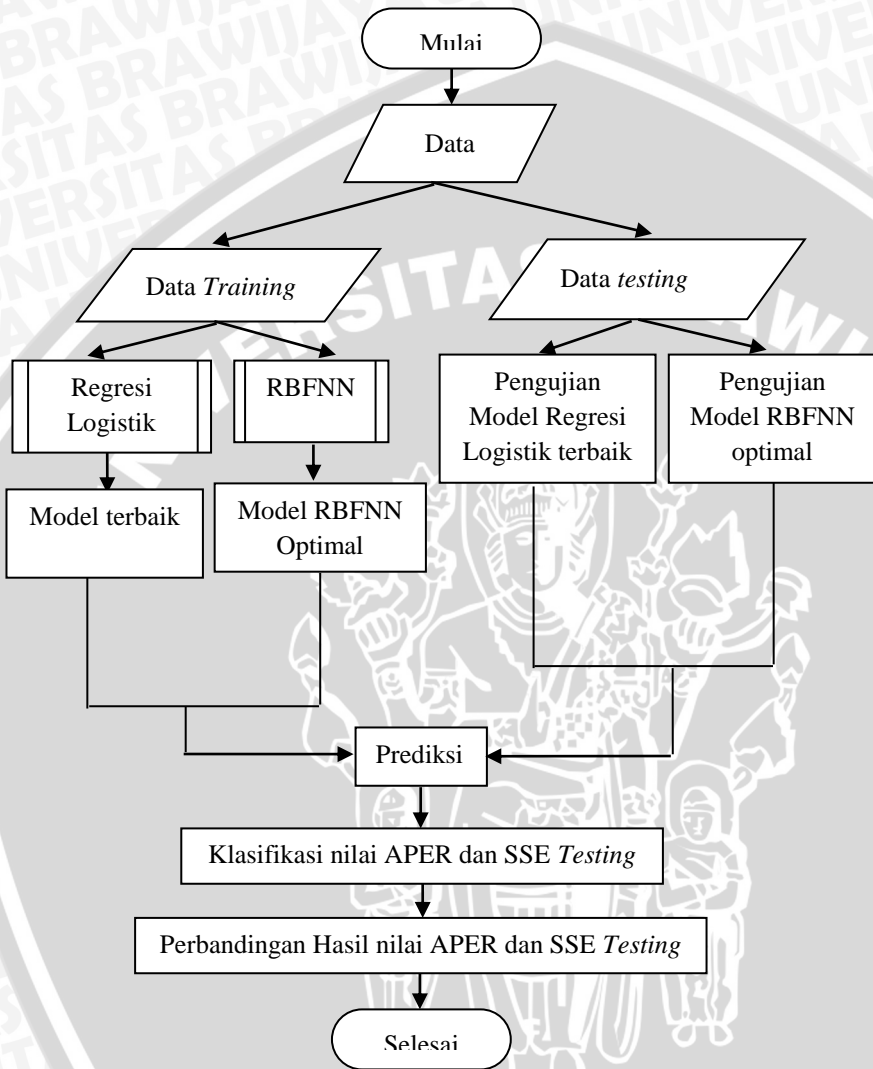 Mulai
Data
Data Training
Data testing
Regresi
Logistik
RBFNN
Pengujian
Model Regresi
Logistik terbaik
Pengujian
Model RBFNN
optimal
Model terbaik
Model RBFNN
Optimal
Prediksi
Klasifikasi nilai APER dan SSE Testing
Perbandingan Hasil nilai APER dan SSE Testing
Selesai